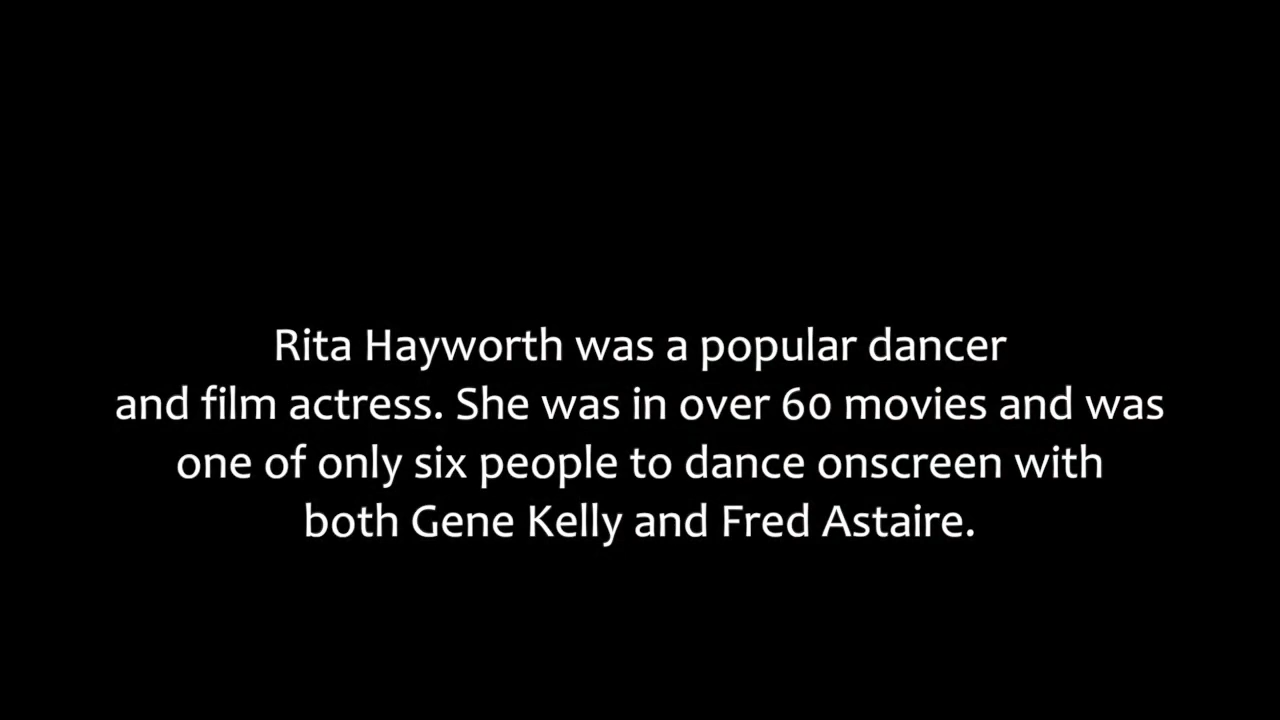 Rita Hayworth was a popular dancer
and film actress. She was in over 60 movies and was
one of only six people to dance onscreen with
both Gene Kelly and Fred Astaire.